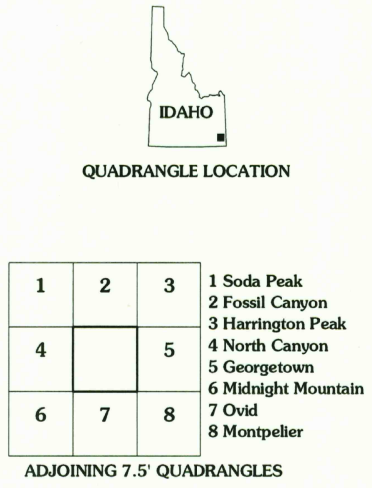 IDAHO
QUADRANGLE LOCATION
1 2 3
4 5
6 7 8
1 Soda Peak
2 Fossil Canyon
3 Harrington Peak
4 North Canyon
5 Georgetown
6 Midnight Mountain
7 Ovid
8 Montpelier
ADJOINING 7.5' QUADRANGLES